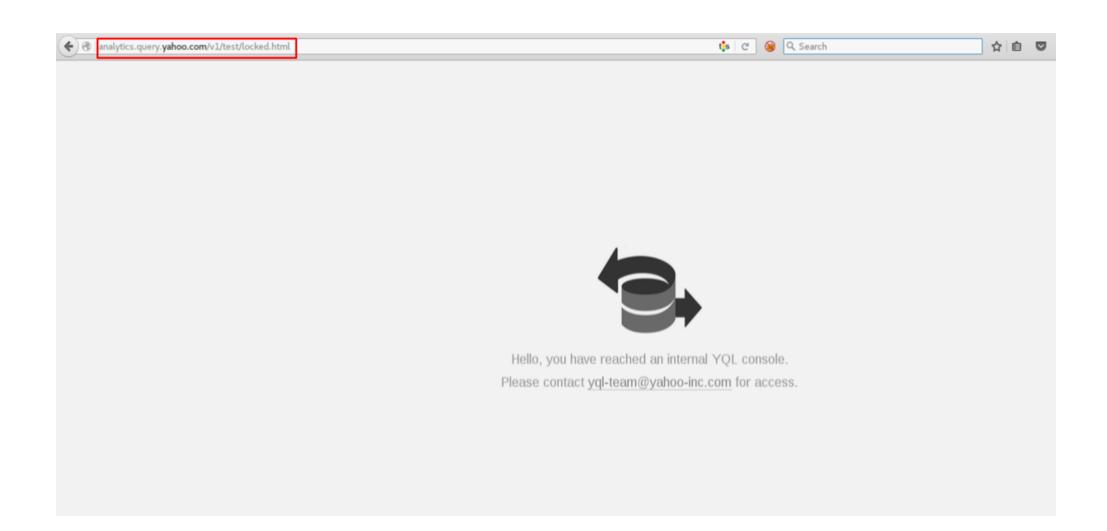 analytics.query.yahoo.com/v1/test/locked.html
Search
Hello, you have reached an internal YQL console.
Please contact yql-team@yahoo-inc.com for access.